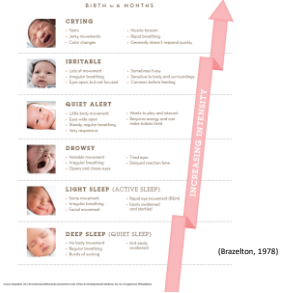 BIRTH to 6 MONTHS
CRYING
• Tears
• Jerky movements
• Color changes
• Muscle tension
• Rapid breathing
• Generally doesn't respond quickly
IRRITABLE
• Lots of movement
• Irregular breathing
• Eyes open, but not focused
• Sometimes fussy
• Sensitive to body and surroundings
• Common before feeding
QUIET ALERT
• Little body movement
• Eyes wide open
• Steady, regular breathing
• Very responsive
• Wants to play and interact
• Requires energy and can
make babies tired
DROWSY
• Variable movement
• Irregular breathing
• Opens and closes eyes
• Tired eyes
• Delayed reaction time
LIGHT SLEEP (ACTIVE SLEEP)
• Some movement
• Irregular breathing
• Facial movement
• Rapid eye movement (REM)
• Easily awakened
and startled
DEEP SLEEP (QUIET SLEEP)
• No body movement
• Regular breathing
• Bursts of sucking
• Not easily
awakened
INCREASING INTENSITY
(Brazelton, 1978)